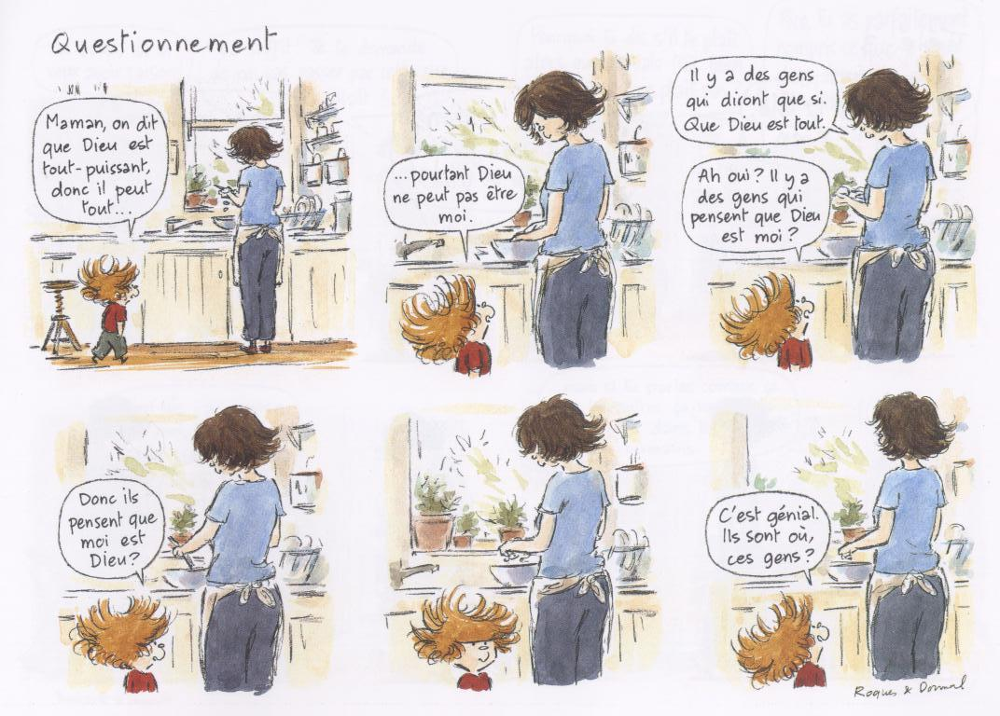 Questionnement
Maman, on dit
que Dieu est
tout-puissant,
donc il peut
tout...
...pourtant Dieu
ne peut pas être
moi.
Il y a des gens
qui diront que si.
Que Dieu est tout.
Ah oui ? Il y a
des gens qui
pensent que Dieu
est moi ?
Donc ils
pensent que
moi est
Dieu ?
C'est génial.
Ils sont où,
ces gens ?
Roques & Dormal